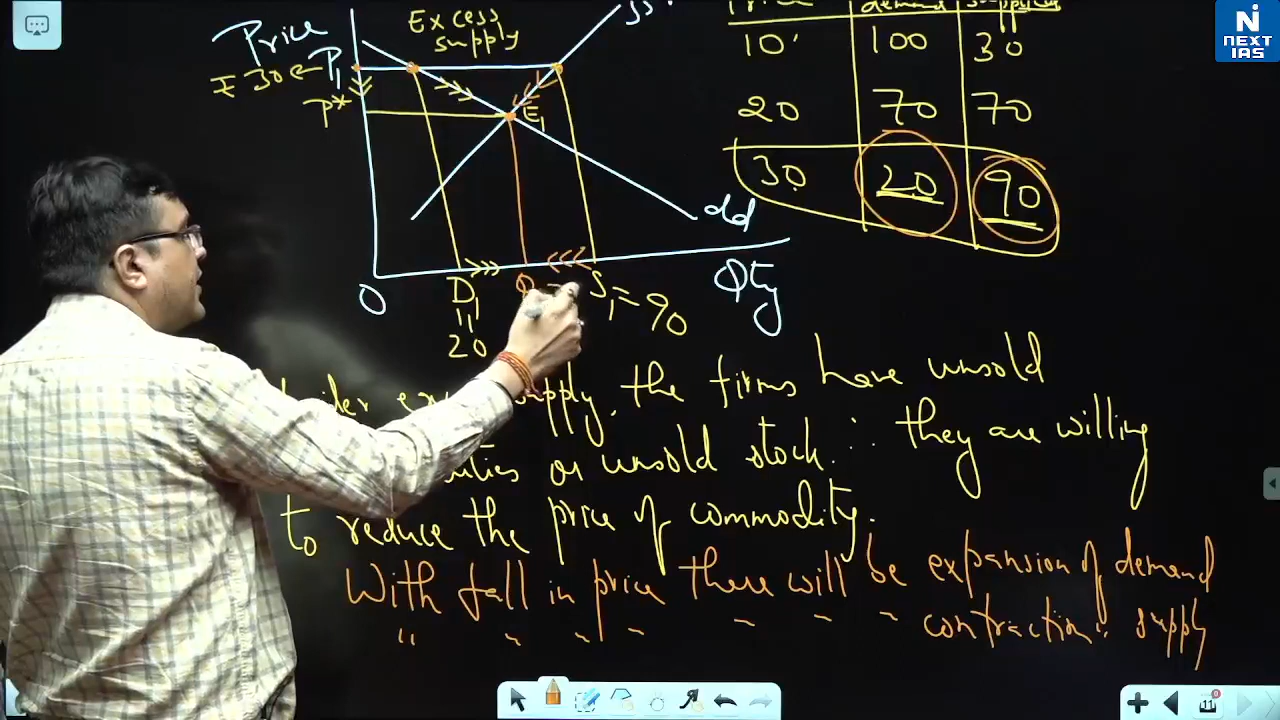 Price
Excess
supply
SS
₹30 ← P1
P*
E1
dd
O
D1
||
20
Q
S1 = 90
Qty
demand
10 100 30
20 70 70
30 20 90
supply, the firms have unsold
or unsold stock. ∴ they are willing
to reduce the price of commodity.
With fall in price there will be expansion of demand
" " " " " " " contraction " supply
NEXT
IAS